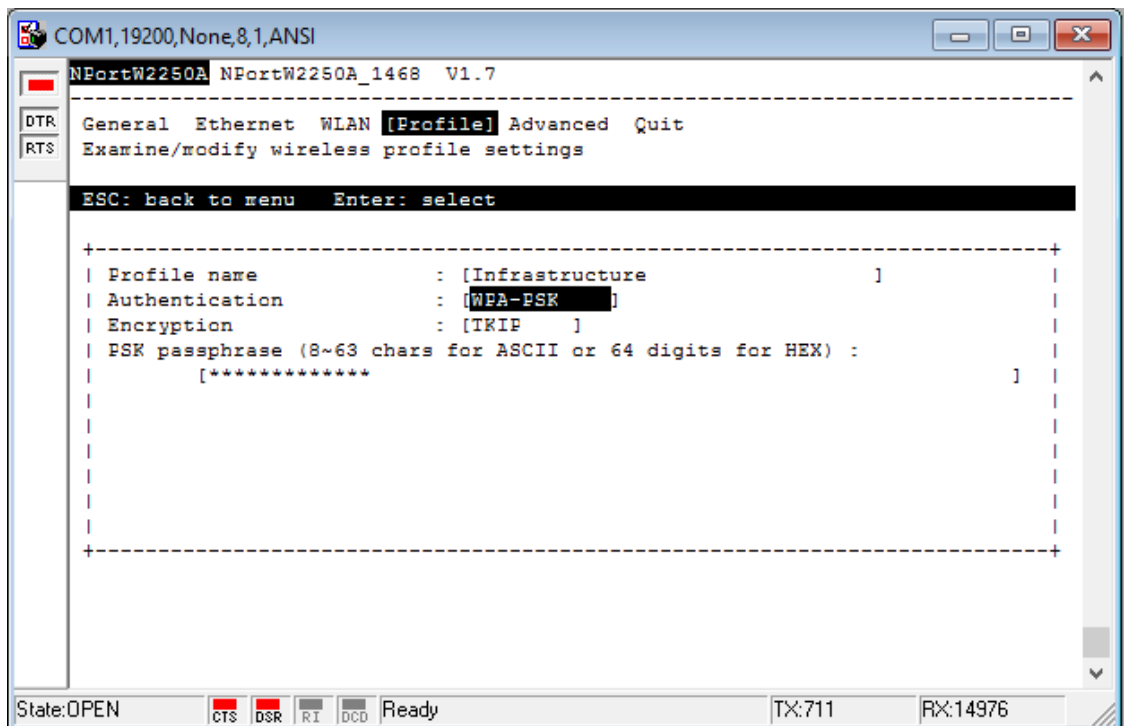 COM1,19200,None,8,1,ANSI
NPortW2250A NPortW2250A_1468 V1.7
DTR
RTS
General Ethernet WLAN [Profile] Advanced Quit
Examine/modify wireless profile settings
ESC: back to menu Enter: select
Profile name : [Infrastructure ]
Authentication : [WPA-PSK ]
Encryption : [TKIP ]
PSK passphrase (8~63 chars for ASCII or 64 digits for HEX) :
[************* ]
State:OPEN CTS DSR RI DCD Ready TX:711 RX:14976